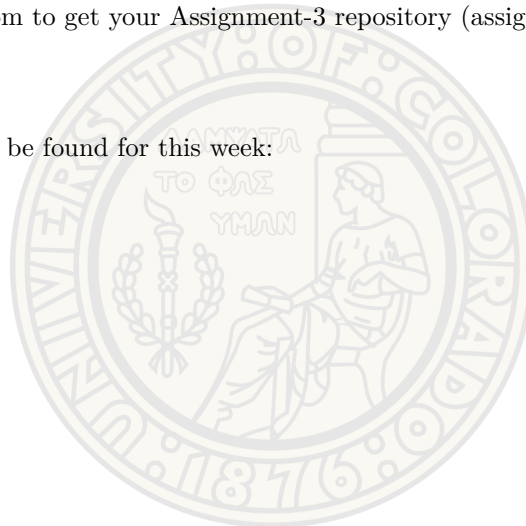 om to get your Assignment-3 repository (assig
be found for this week:
UNIVERSITY·OF·COLORADO
ΛΑΜΨΑΤΩ
ΤΟ ΦΩΣ
ΥΜΩΝ
·1876·